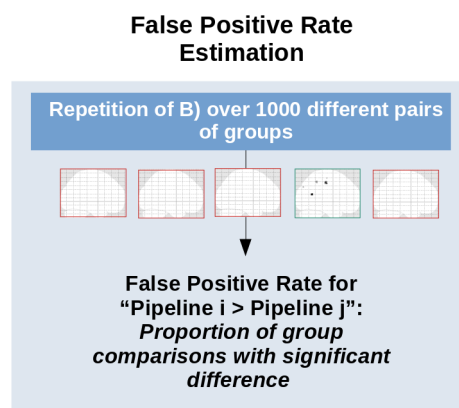 False Positive Rate
Estimation
Repetition of B) over 1000 different pairs
of groups
False Positive Rate for
“Pipeline i > Pipeline j”:
Proportion of group
comparisons with significant
difference